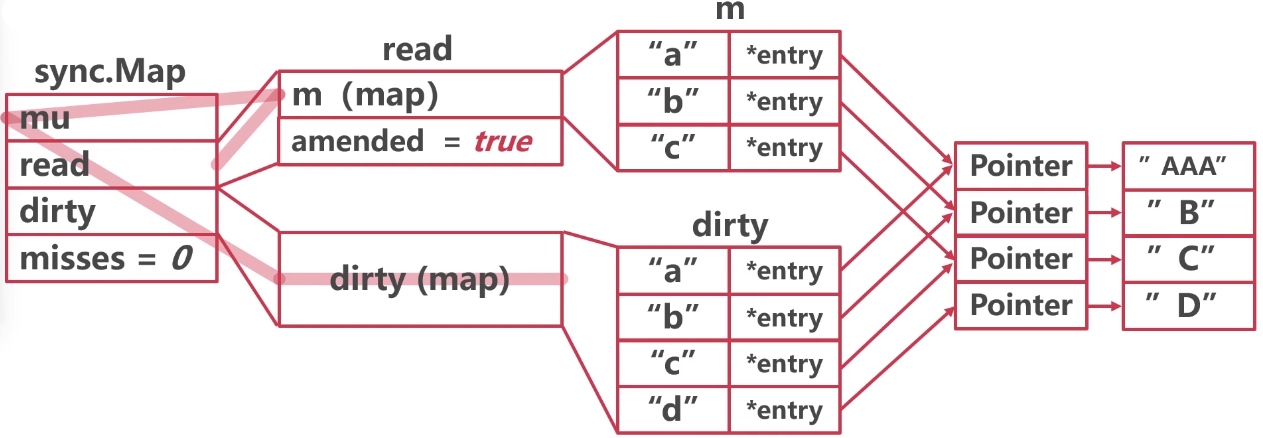 sync.Map
mu
read
dirty
misses = 0
read
m (map)
amended = true
dirty (map)
m
“a” *entry
“b” *entry
“c” *entry
dirty
“a” *entry
“b” *entry
“c” *entry
“d” *entry
Pointer ” AAA”
Pointer ” B”
Pointer ” C”
Pointer ” D”